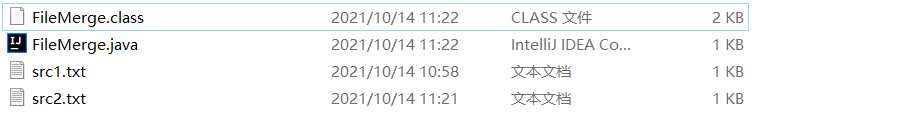 FileMerge.class 2021/10/14 11:22 CLASS 文件 2 KB
FileMerge.java 2021/10/14 11:22 IntelliJ IDEA Co... 1 KB
src1.txt 2021/10/14 10:58 文本文档 1 KB
src2.txt 2021/10/14 11:21 文本文档 1 KB